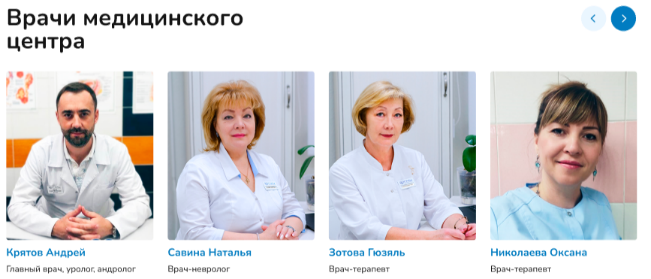 Врачи медицинского
центра
Крятов Андрей
Главный врач, уролог, андролог
Савина Наталья
Врач-невролог
Зотова Гюзяль
Врач-терапевт
Николаева Оксана
Врач-терапевт